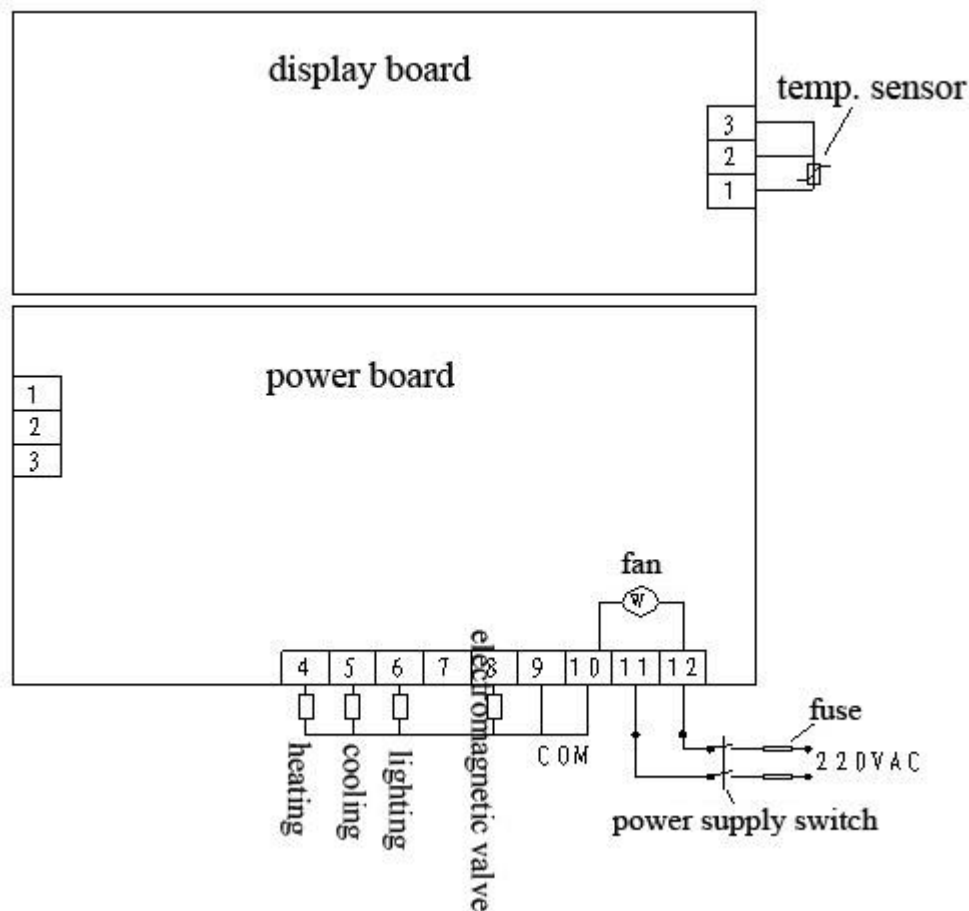 display board
temp. sensor
3
2
1
power board
1
2
3
fan
4 5 6 7 8 9 10 11 12
heating
cooling
lighting
electromagnetic valve
COM
fuse
220VAC
power supply switch